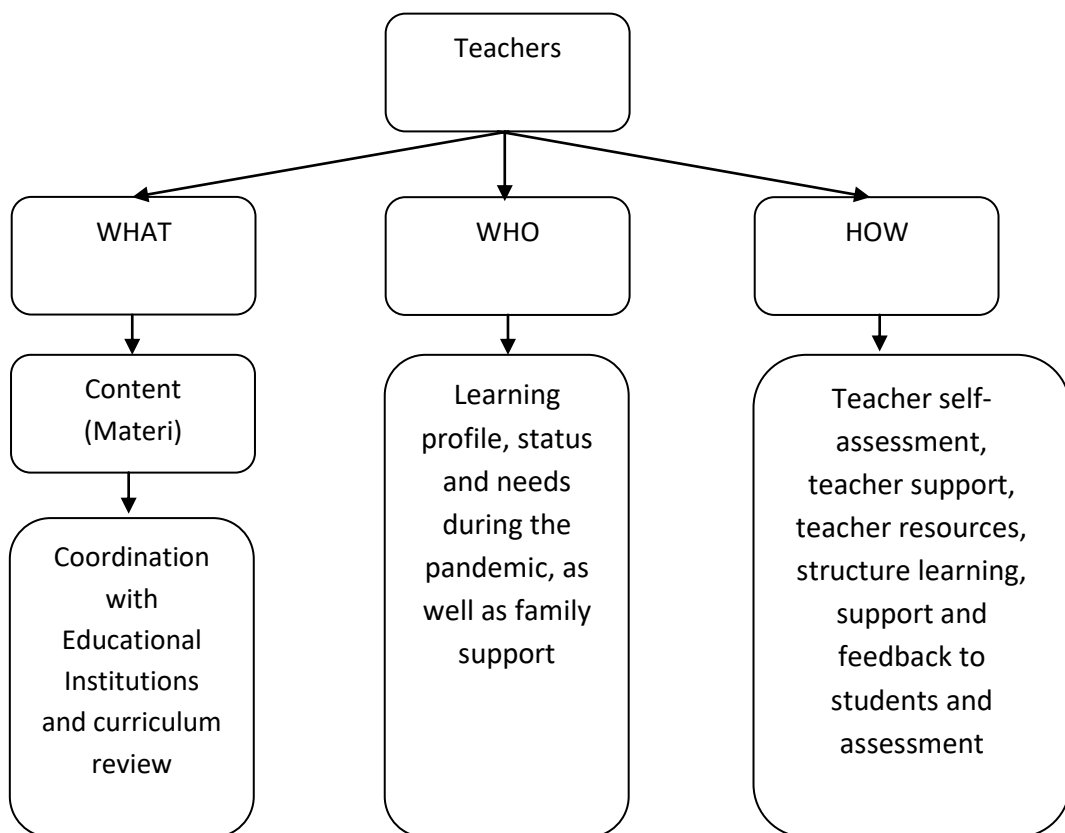 Teachers
WHAT
WHO
HOW
Content
(Materi)
Learning
profile, status
and needs
during the
pandemic, as
well as family
support
Teacher self-
assessment,
teacher support,
teacher resources,
structure learning,
support and
feedback to
students and
assessment
Coordination
with
Educational
Institutions
and curriculum
review